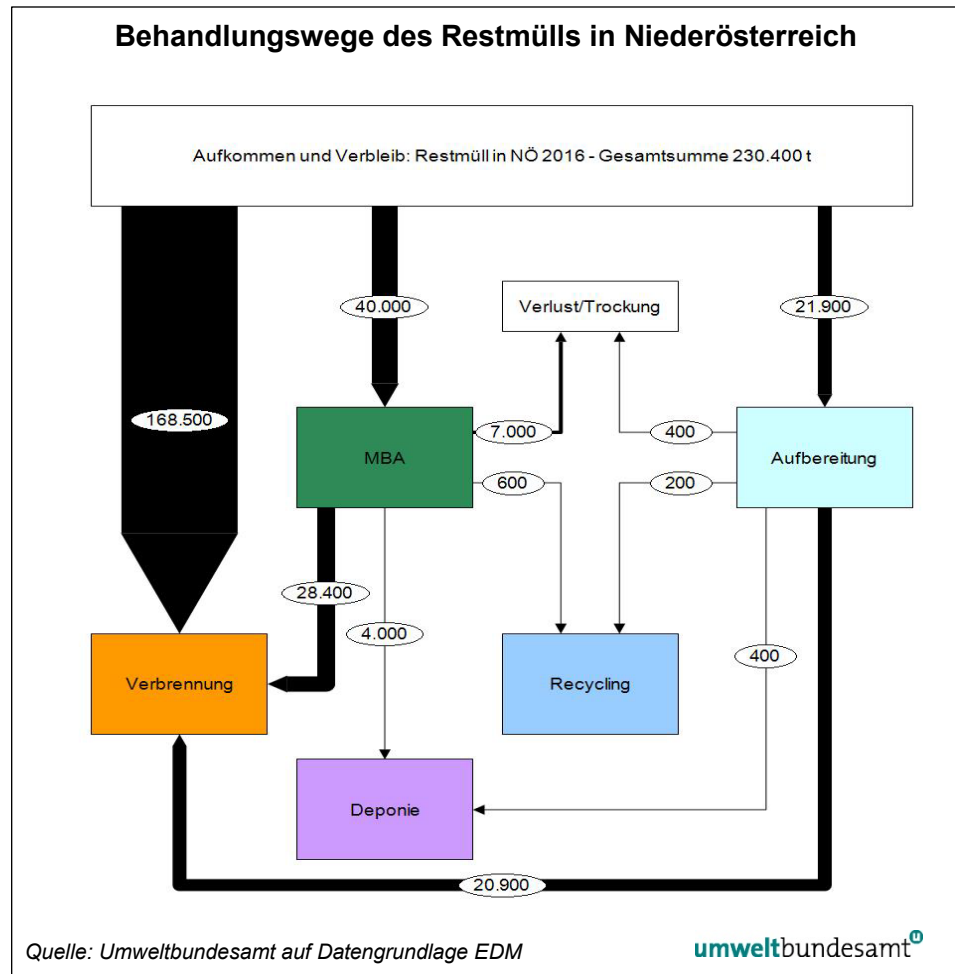 Behandlungswege des Restmülls in Niederösterreich
Aufkommen und Verbleib: Restmüll in NÖ 2016 - Gesamtsumme 230.400 t
40.000
Verlust/Trockung
21.900
168.500
MBA
7.000
400
Aufbereitung
600
200
28.400
4.000
400
Verbrennung
Recycling
Deponie
20.900
Quelle: Umweltbundesamt auf Datengrundlage EDM
umweltbundesamt
u